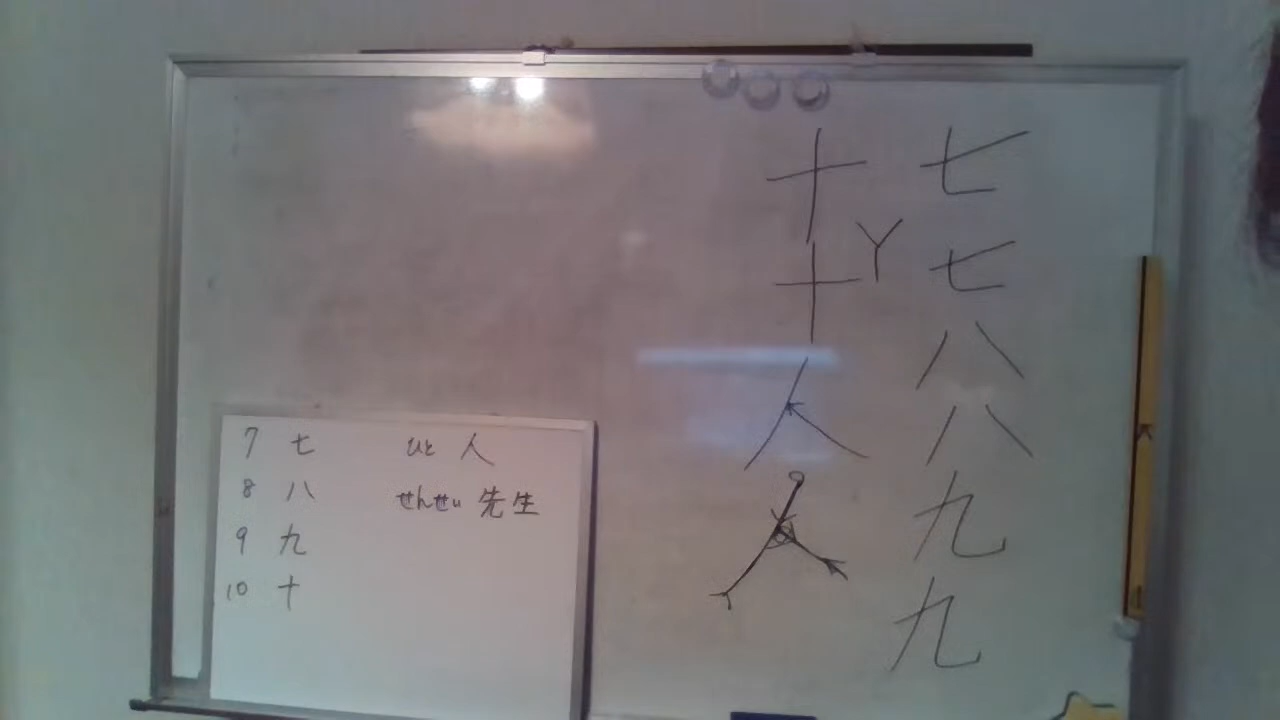 七
七
八
八
九
九
十
十
Y
人
人
7 七 ひと 人
8 八 せんせい 先生
9 九
10 十